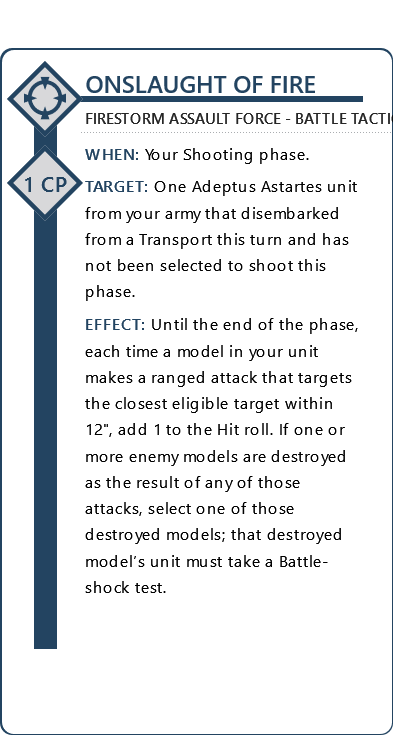 ONSLAUGHT OF FIRE
FIRESTORM ASSAULT FORCE - BATTLE TACTI
1 CP
WHEN: Your Shooting phase.
TARGET: One Adeptus Astartes unit
from your army that disembarked
from a Transport this turn and has
not been selected to shoot this
phase.
EFFECT: Until the end of the phase,
each time a model in your unit
makes a ranged attack that targets
the closest eligible target within
12", add 1 to the Hit roll. If one or
more enemy models are destroyed
as the result of any of those
attacks, select one of those
destroyed models; that destroyed
model’s unit must take a Battle-
shock test.